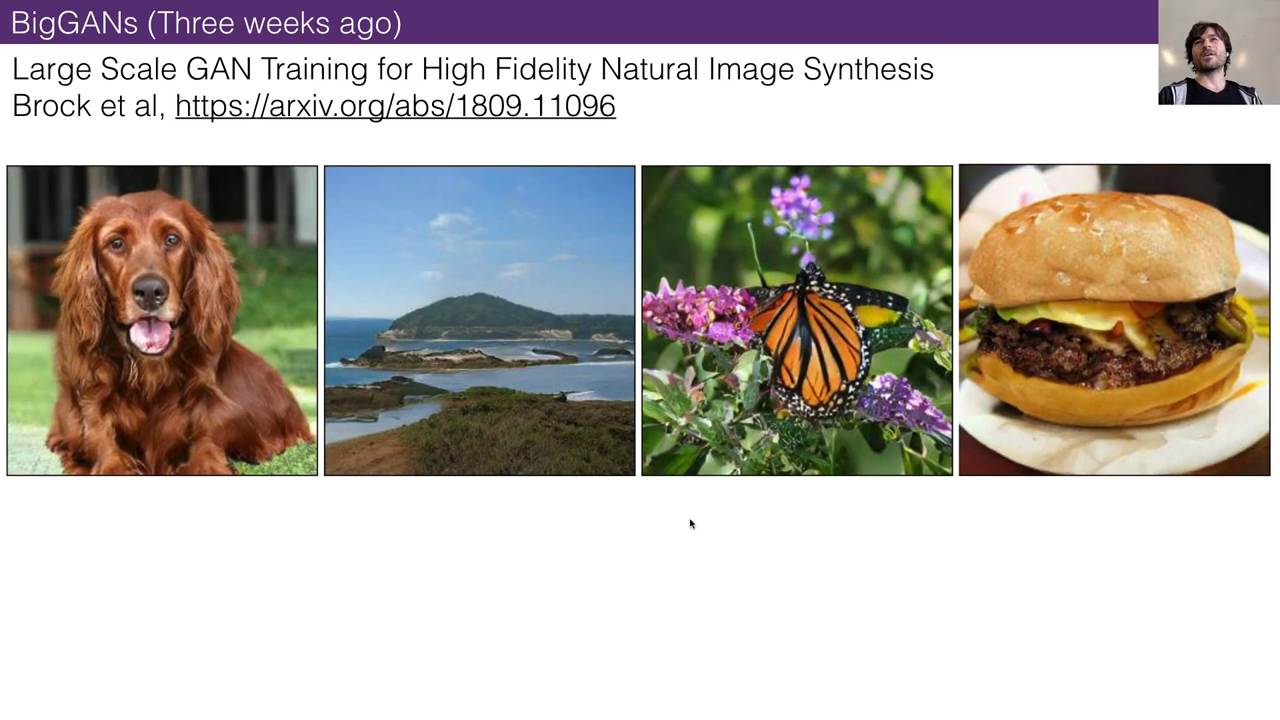 BigGANs (Three weeks ago)
Large Scale GAN Training for High Fidelity Natural Image Synthesis
Brock et al, https://arxiv.org/abs/1809.11096